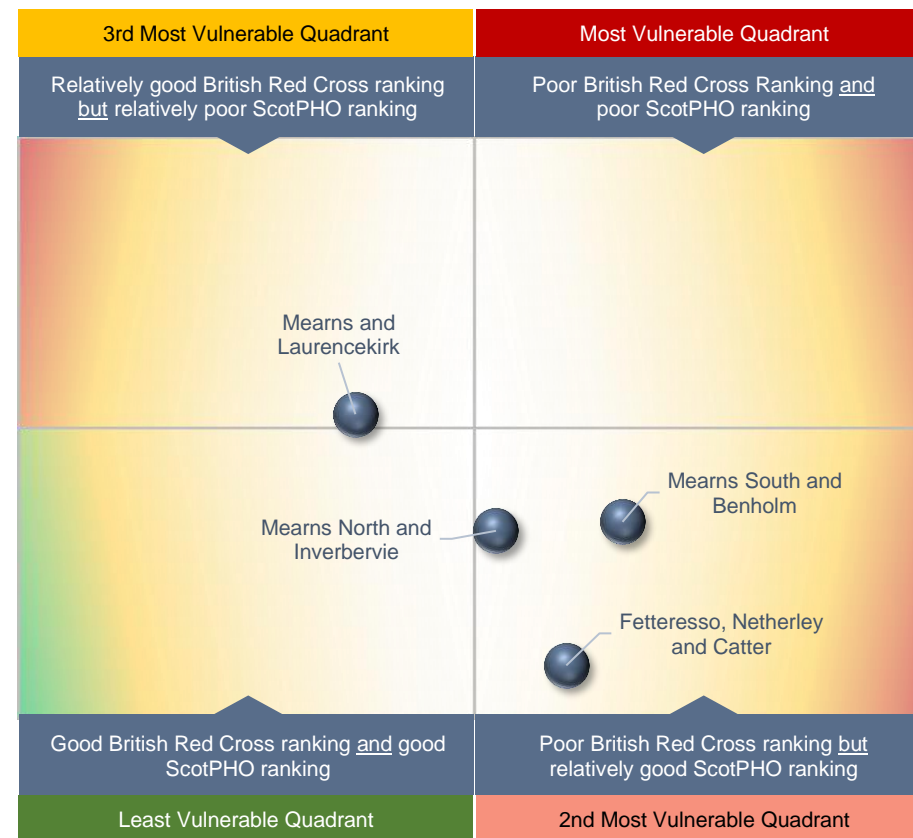 3rd Most Vulnerable Quadrant
Most Vulnerable Quadrant
Relatively good British Red Cross ranking
but relatively poor ScotPHO ranking
Poor British Red Cross Ranking and
poor ScotPHO ranking
Mearns and
Laurencekirk
Mearns South and
Benholm
Mearns North and
Inverbervie
Fetteresso, Netherley
and Catter
Good British Red Cross ranking and good
ScotPHO ranking
Poor British Red Cross ranking but
relatively good ScotPHO ranking
Least Vulnerable Quadrant
2nd Most Vulnerable Quadrant